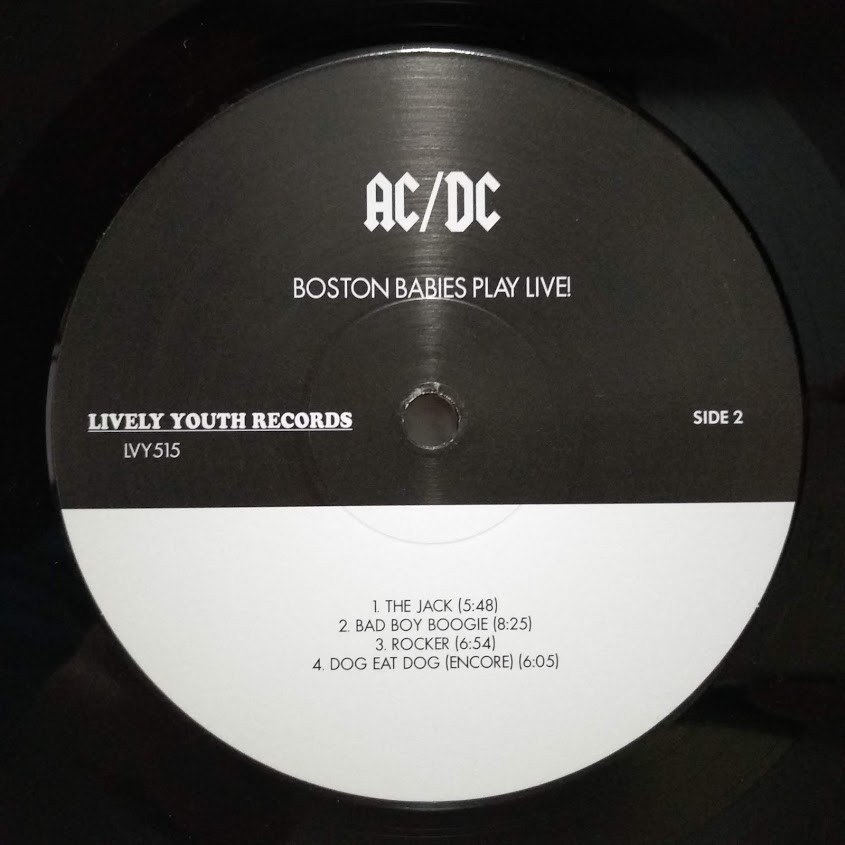 AC/DC
BOSTON BABIES PLAY LIVE!
LIVELY YOUTH RECORDS
LVY515
SIDE 2
1. THE JACK (5:48)
2. BAD BOY BOOGIE (8:25)
3. ROCKER (6:54)
4. DOG EAT DOG (ENCORE) (6:05)